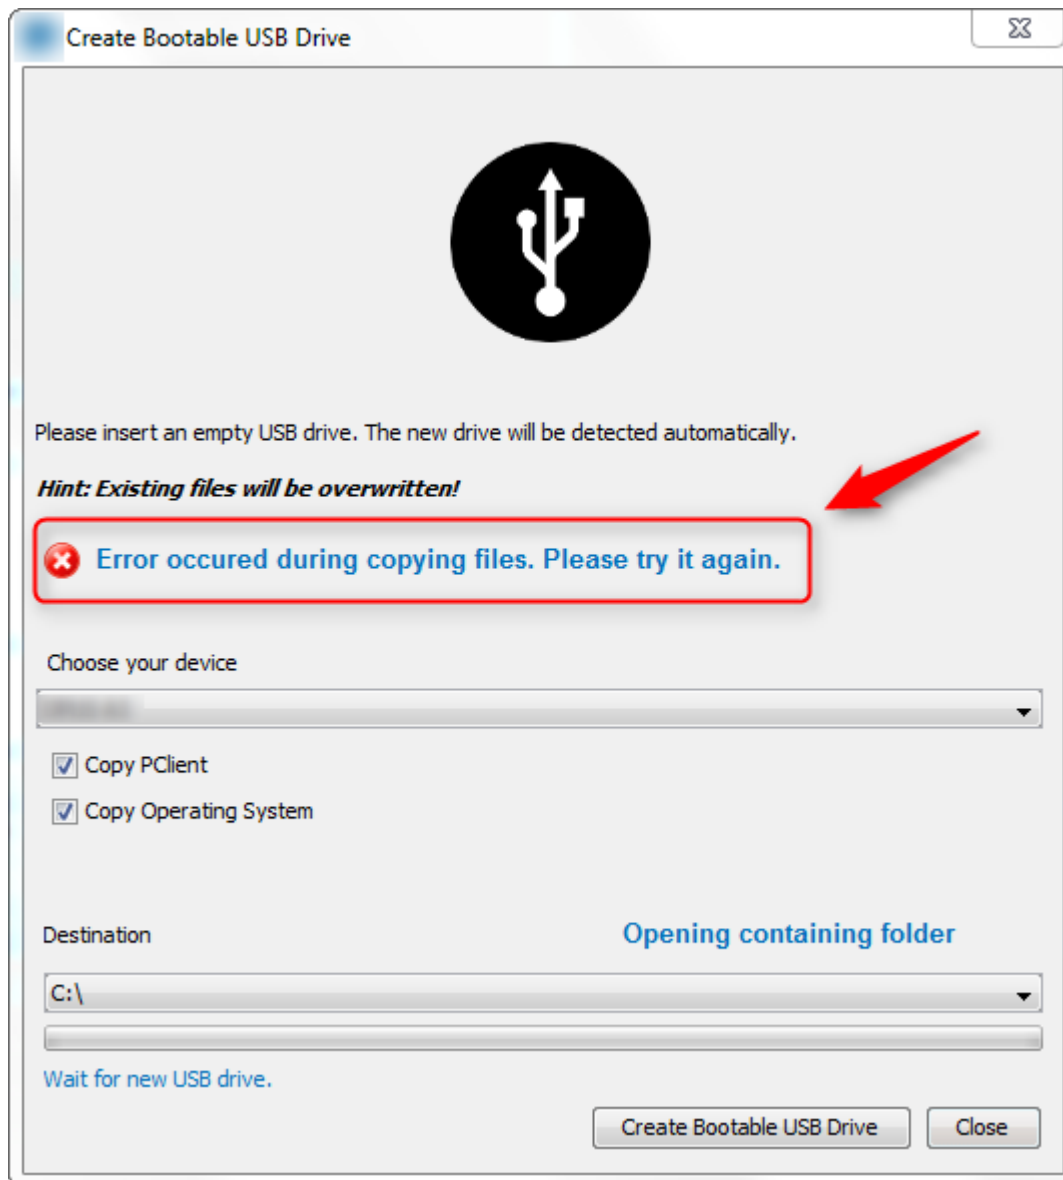 Create Bootable USB Drive
Please insert an empty USB drive. The new drive will be detected automatically.
Hint: Existing files will be overwritten!
Error occured during copying files. Please try it again.
Choose your device
Copy PClient
Copy Operating System
Destination
Opening containing folder
C:\
Wait for new USB drive.
Create Bootable USB Drive
Close